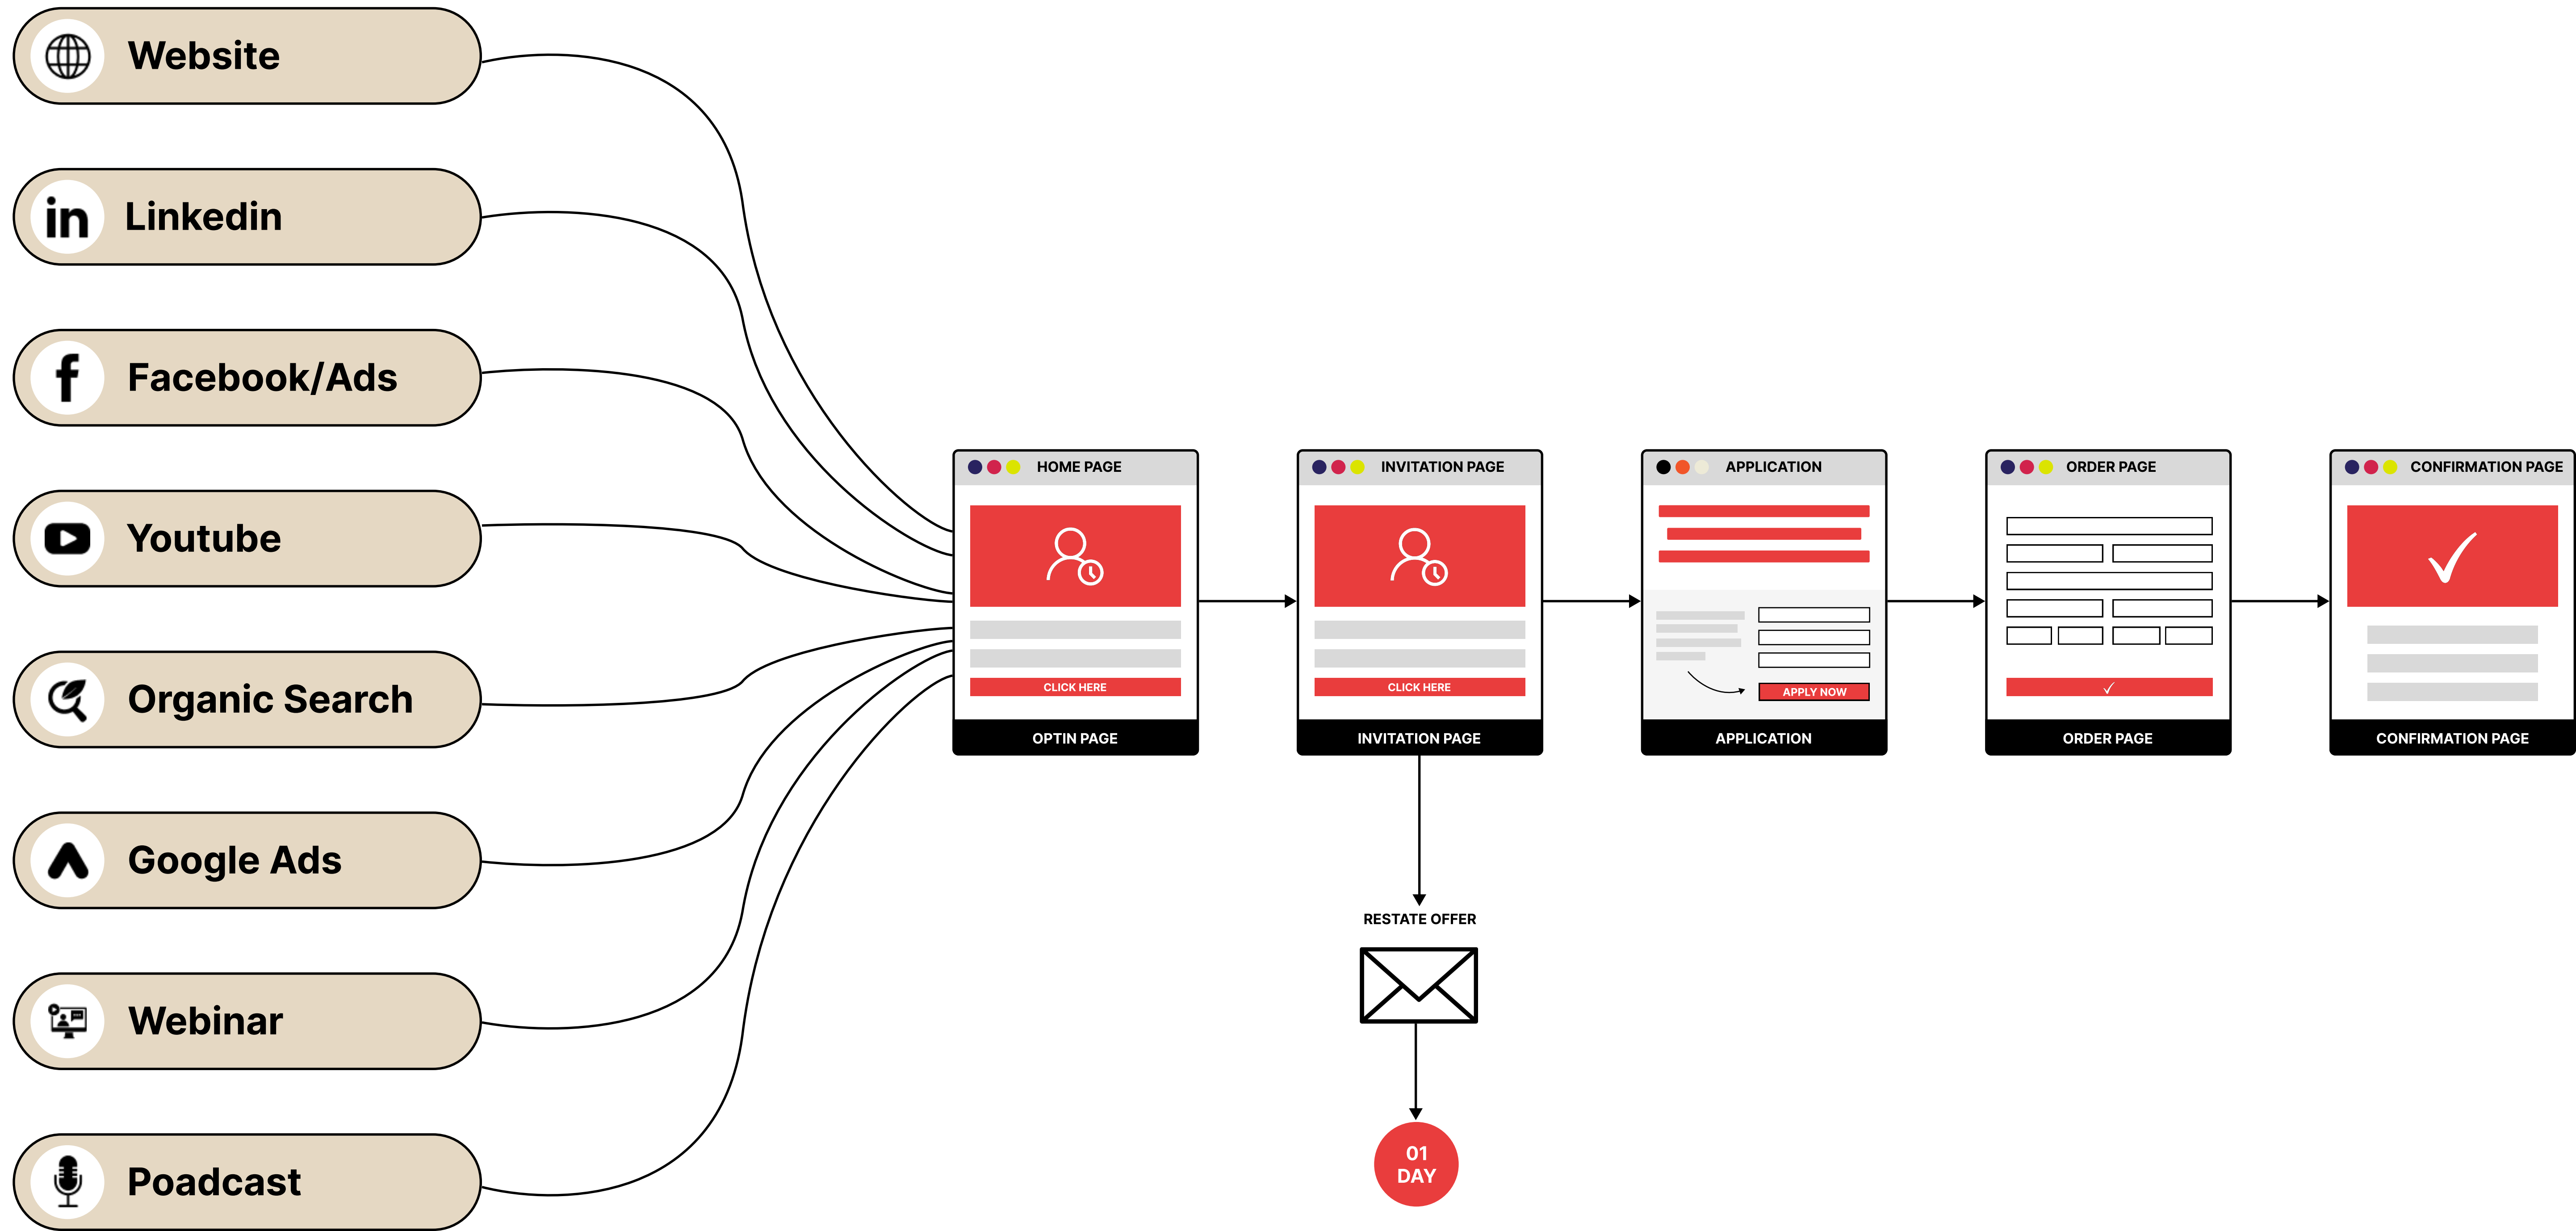 Website
Linkedin
Facebook/Ads
Youtube
Organic Search
Google Ads
Webinar
Poadcast
HOME PAGE
CLICK HERE
OPTIN PAGE
INVITATION PAGE
CLICK HERE
INVITATION PAGE
APPLICATION
APPLY NOW
APPLICATION
ORDER PAGE
ORDER PAGE
CONFIRMATION PAGE
CONFIRMATION PAGE
RESTATE OFFER
01
DAY